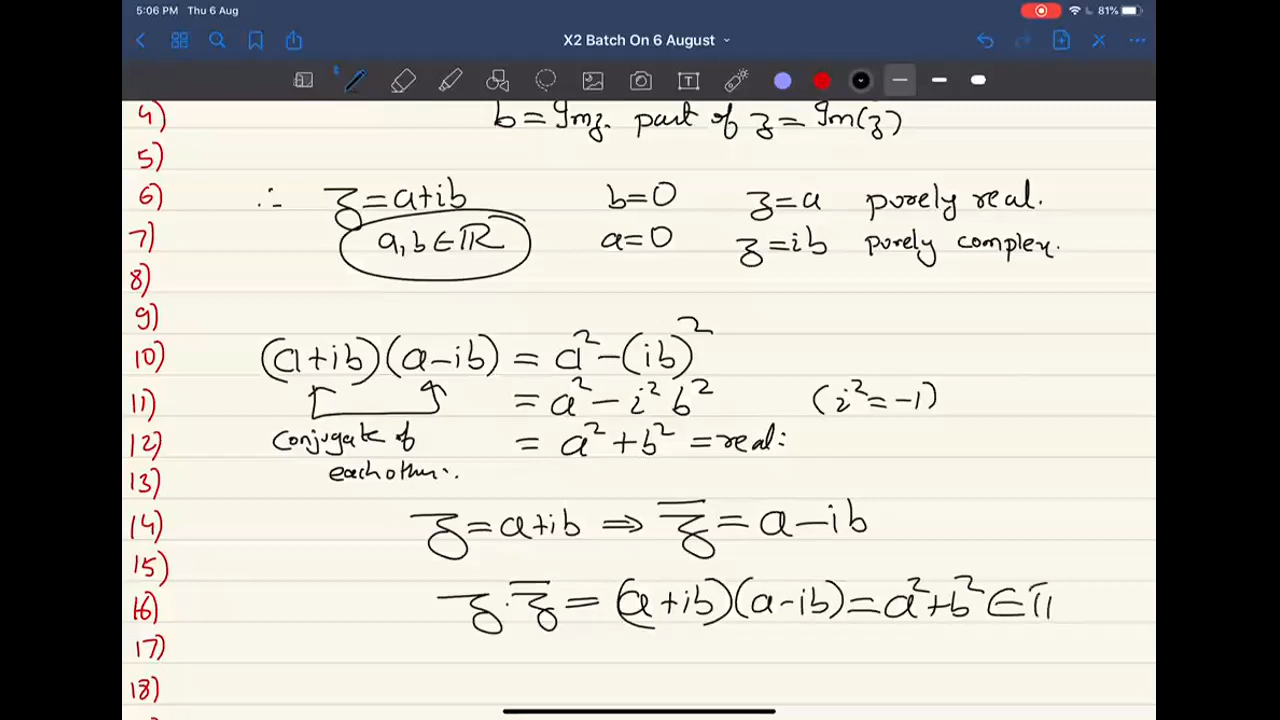 5:06 PM Thu 6 Aug 81%
X2 Batch On 6 August
4) b = Img. part of z = Im(z)
5)
6) ∴ z = a+ib b=0 z=a purely real.
7) a,b ∈ ℝ a=0 z=ib purely complex.
8)
9)
10) (a+ib)(a-ib) = a² - (ib)²
11) = a² - i² b² (i² = -1)
12) conjugate of = a² + b² = real:
13) each other.
14) z = a+ib ⇒ z̅ = a-ib
15)
16) z.z̅ = (a+ib)(a-ib) = a²+b² ∈
17)
18)